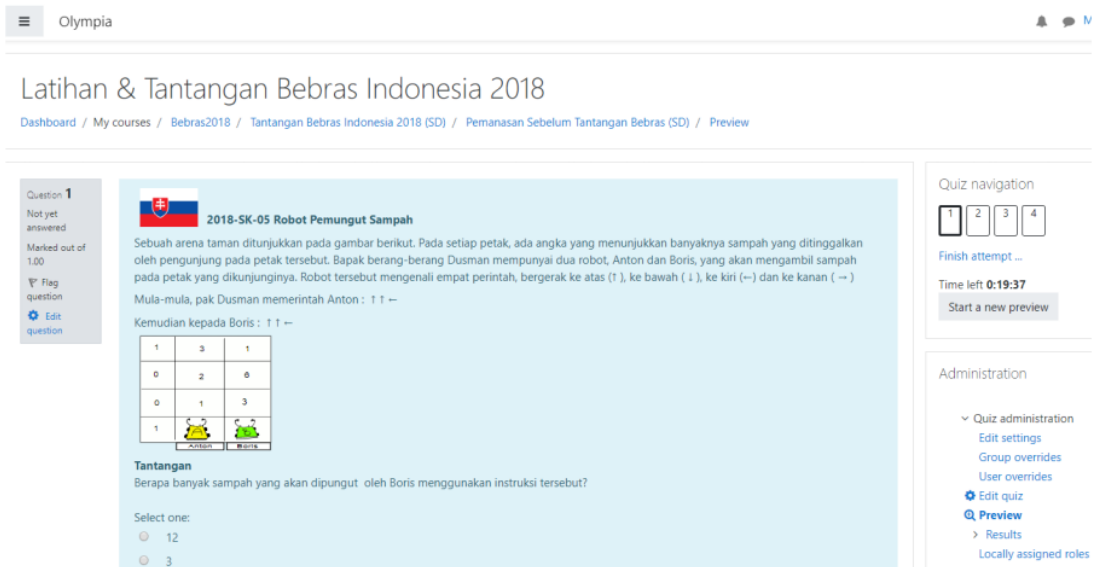 Olympia
M
Latihan & Tantangan Bebras Indonesia 2018
Dashboard / My courses / Bebras2018 / Tantangan Bebras Indonesia 2018 (SD) / Pemanasan Sebelum Tantangan Bebras (SD) / Preview
Question 1
Not yet
answered
Marked out of
1.00
Flag
question
Edit
question
2018-SK-05 Robot Pemungut Sampah
Sebuah arena taman ditunjukkan pada gambar berikut. Pada setiap petak, ada angka yang menunjukkan banyaknya sampah yang ditinggalkan
oleh pengunjung pada petak tersebut. Bapak berang-berang Dusman mempunyai dua robot, Anton dan Boris, yang akan mengambil sampah
pada petak yang dikunjunginya. Robot tersebut mengenali empat perintah, bergerak ke atas (↑ ), ke bawah ( ↓ ), ke kiri (←) dan ke kanan ( → )
Mula-mula, pak Dusman memerintah Anton : ↑ ↑ ←
Kemudian kepada Boris : ↑ ↑ ←
1 3 1
0 2 6
0 1 3
1
Anton Boris
Tantangan
Berapa banyak sampah yang akan dipungut oleh Boris menggunakan instruksi tersebut?
Select one:
12
3
Quiz navigation
1 2 3 4
Finish attempt ...
Time left 0:19:37
Start a new preview
Administration
Quiz administration
Edit settings
Group overrides
User overrides
Edit quiz
Preview
Results
Locally assigned roles